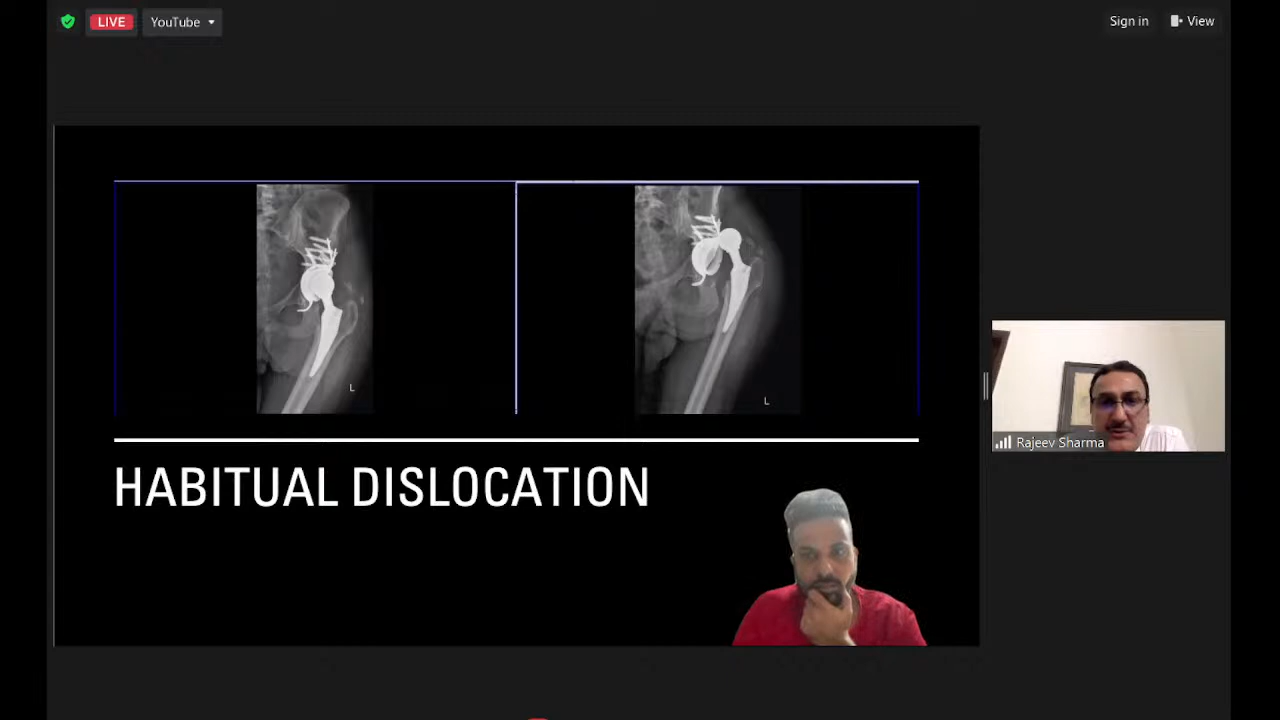 LIVE
YouTube
Sign in
View
L
L
Rajeev Sharma
HABITUAL DISLOCATION